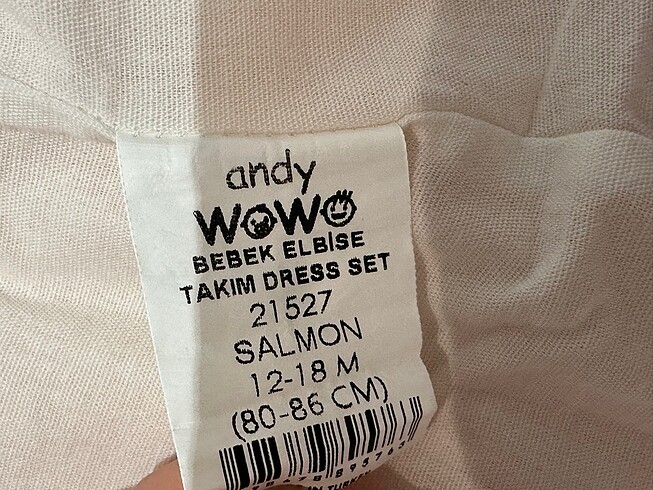 andy
WOWO
BEBEK ELBİSE
TAKIM DRESS SET
21527
SALMON
12-18 M
(80-86 CM)